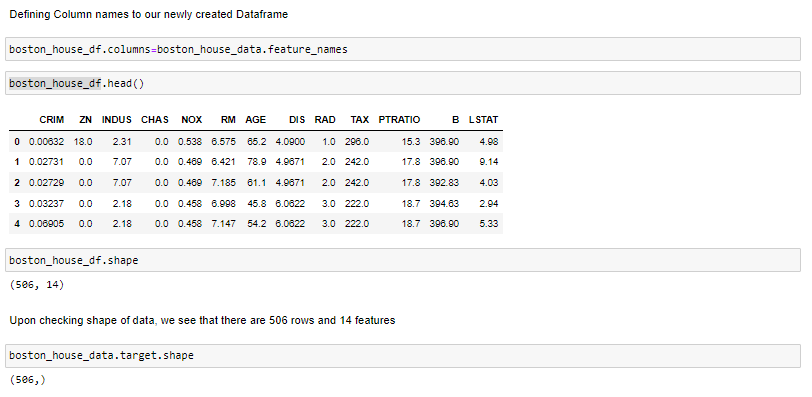 Defining Column names to our newly created Dataframe
boston_house_df.columns=boston_house_data.feature_names
boston_house_df.head()
CRIM ZN INDUS CHAS NOX RM AGE DIS RAD TAX PTRATIO B LSTAT
0 0.00632 18.0 2.31 0.0 0.538 6.575 65.2 4.0900 1.0 296.0 15.3 396.90 4.98
1 0.02731 0.0 7.07 0.0 0.469 6.421 78.9 4.9671 2.0 242.0 17.8 396.90 9.14
2 0.02729 0.0 7.07 0.0 0.469 7.185 61.1 4.9671 2.0 242.0 17.8 392.83 4.03
3 0.03237 0.0 2.18 0.0 0.458 6.998 45.8 6.0622 3.0 222.0 18.7 394.63 2.94
4 0.06905 0.0 2.18 0.0 0.458 7.147 54.2 6.0622 3.0 222.0 18.7 396.90 5.33
boston_house_df.shape
(506, 14)
Upon checking shape of data, we see that there are 506 rows and 14 features
boston_house_data.target.shape
(506,)